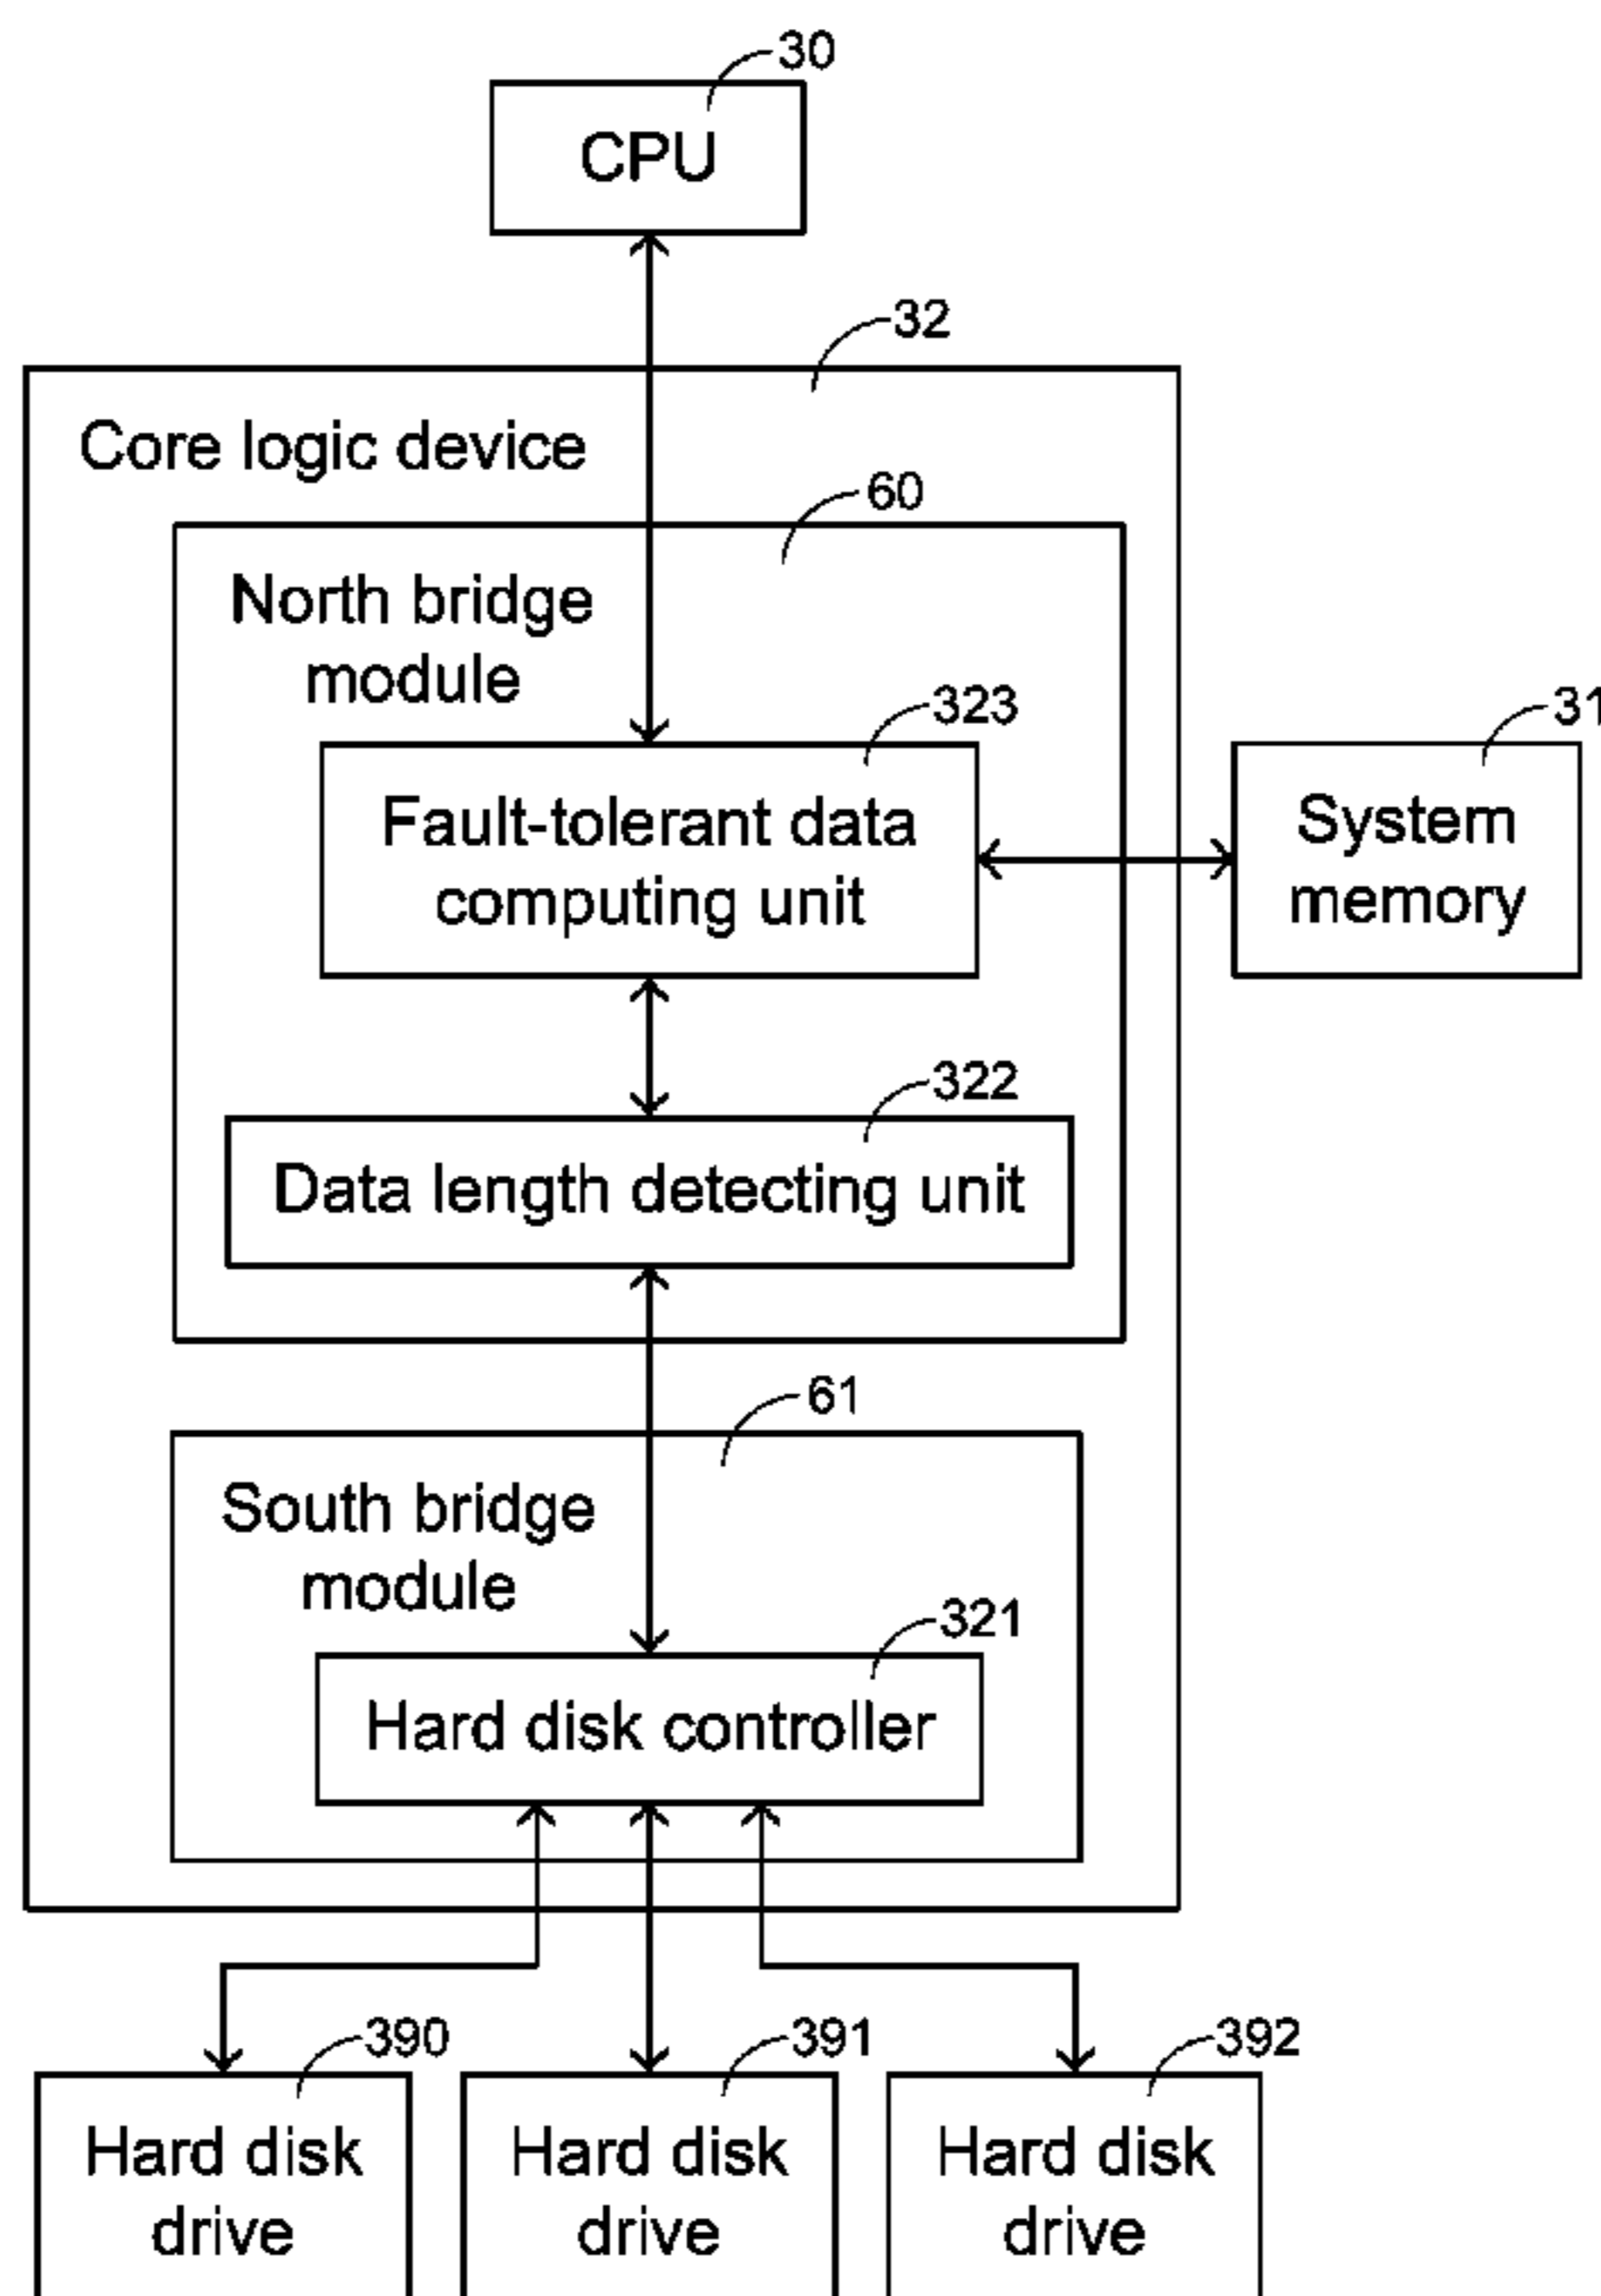 30
CPU
32
Core logic device
60
North bridge
module
323
31
Fault-tolerant data
computing unit
System
memory
322
Data length detecting unit
61
South bridge
module
321
Hard disk controller
390
391
392
Hard disk
drive
Hard disk
drive
Hard disk
drive